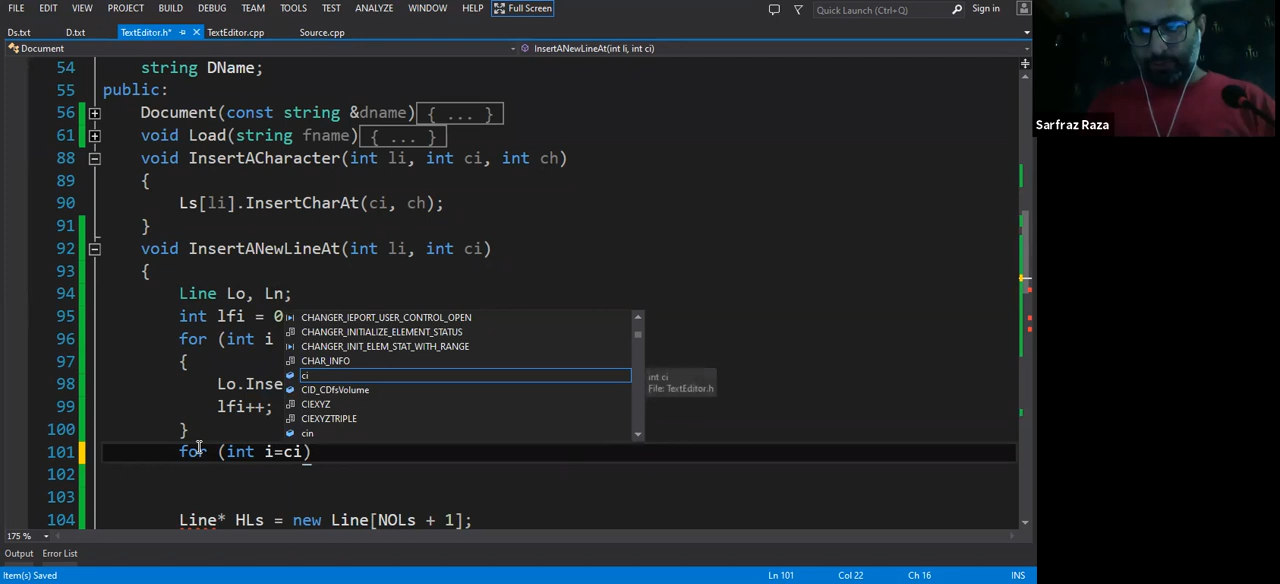 FILE EDIT VIEW PROJECT BUILD DEBUG TEAM TOOLS TEST ANALYZE WINDOW HELP Full Screen Quick Launch (Ctrl+Q) Sign in
Ds.txt D.txt TextEditor.h* TextEditor.cpp Source.cpp
Document InsertANewLineAt(int li, int ci)
54 string DName;
55 public:
56 Document(const string &dname) { ... }
61 void Load(string fname) { ... }
88 void InsertACharacter(int li, int ci, int ch)
89 {
90 Ls[li].InsertCharAt(ci, ch);
91 }
92 void InsertANewLineAt(int li, int ci)
93 {
94 Line Lo, Ln;
95 int lfi = 0
96 for (int i
97 {
98 Lo.Inse
99 lfi++;
100 }
101 for (int i=ci)
102
103
104 Line* HLs = new Line[NOLs + 1];
CHANGER_IEPORT_USER_CONTROL_OPEN
CHANGER_INITIALIZE_ELEMENT_STATUS
CHANGER_INIT_ELEM_STAT_WITH_RANGE
CHAR_INFO
ci
CID_CDfsVolume
CIEXYZ
CIEXYZTRIPLE
cin
int ci
File: TextEditor.h
175 %
Output Error List
Item(s) Saved Ln 101 Col 22 Ch 16 INS
Sarfraz Raza